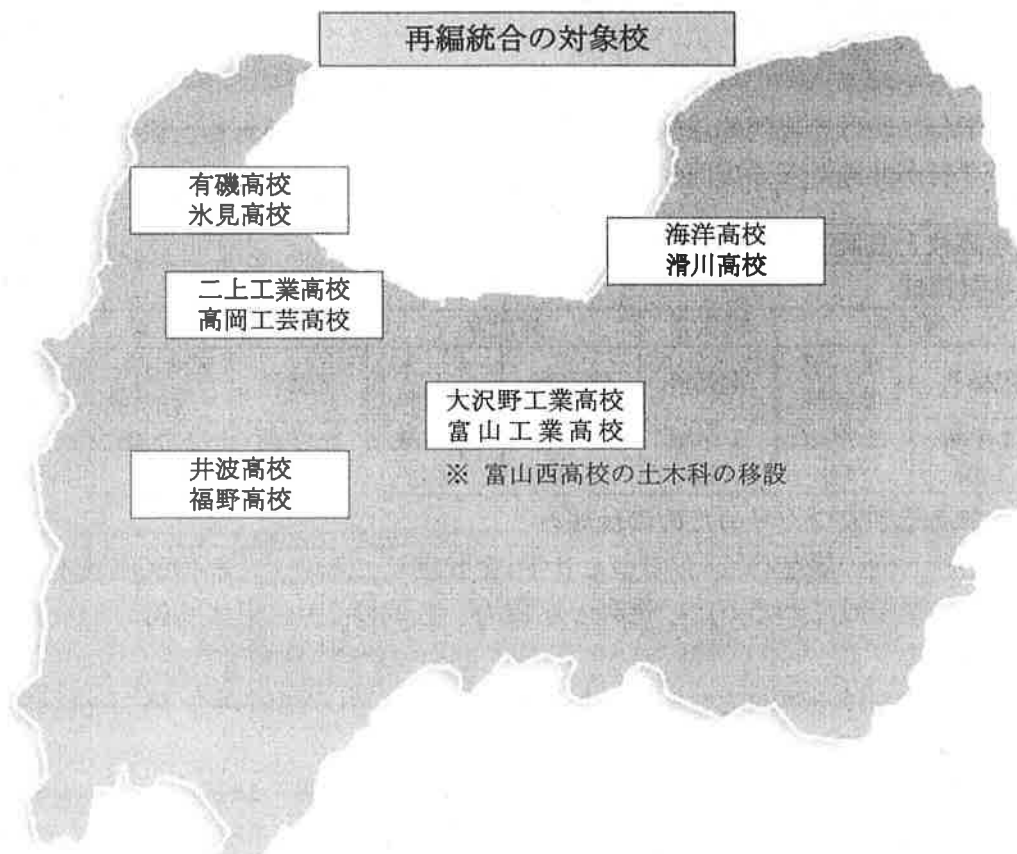 再編統合の対象校
有磯高校
氷見高校
海洋高校
滑川高校
二上工業高校
高岡工芸高校
大沢野工業高校
富山工業高校
※ 富山西高校の土木科の移設
井波高校
福野高校